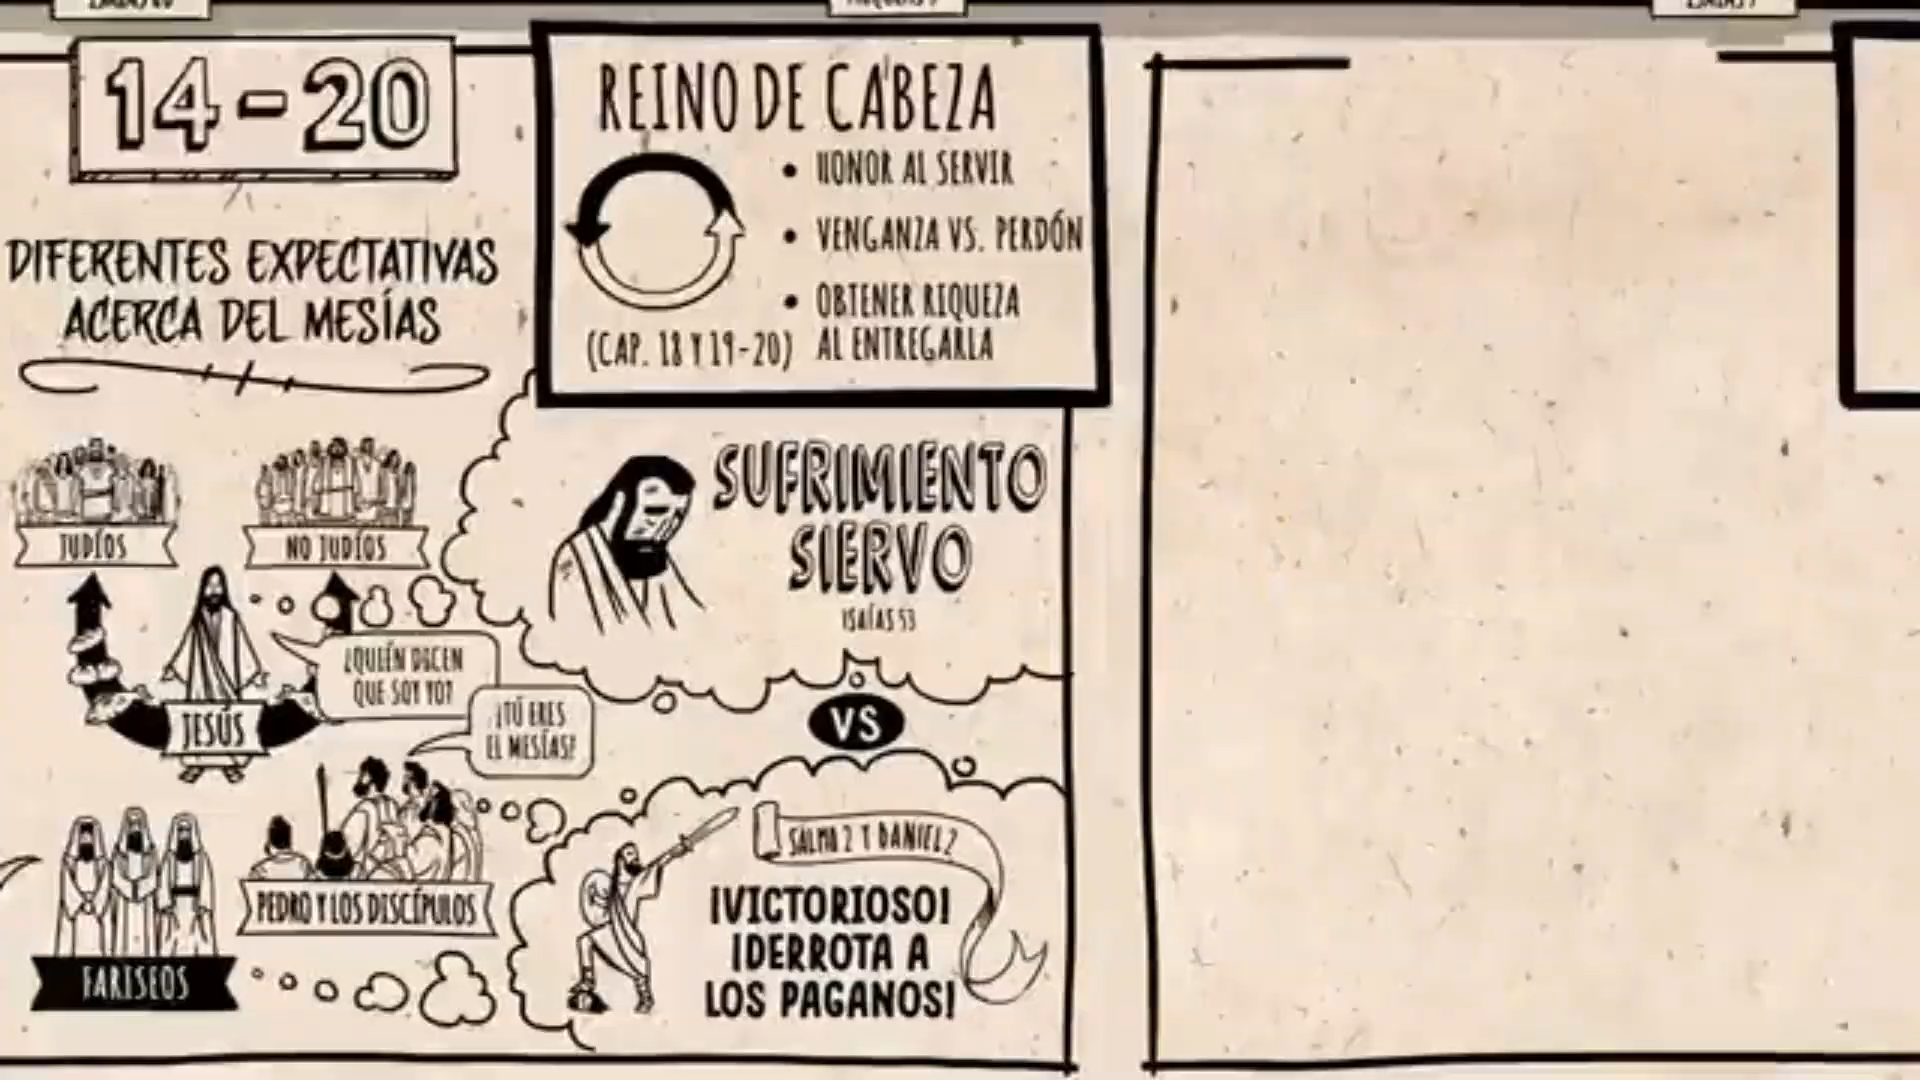 14-20
DIFERENTES EXPECTATIVAS
ACERCA DEL MESÍAS
REINO DE CABEZA
• HONOR AL SERVIR
• VENGANZA VS. PERDÓN
• OBTENER RIQUEZA
AL ENTREGARLA
(CAP. 18 Y 19-20)
JUDÍOS
NO JUDÍOS
JESÚS
¿QUIÉN DICEN
QUE SOY YO?
¡TÚ ERES
EL MESÍAS!
PEDRO Y LOS DISCÍPULOS
FARISEOS
SUFRIMIENTO
SIERVO
ISAÍAS 53
VS
SALMO 2 Y DANIEL 2
¡VICTORIOSO!
¡DERROTA A
LOS PAGANOS!